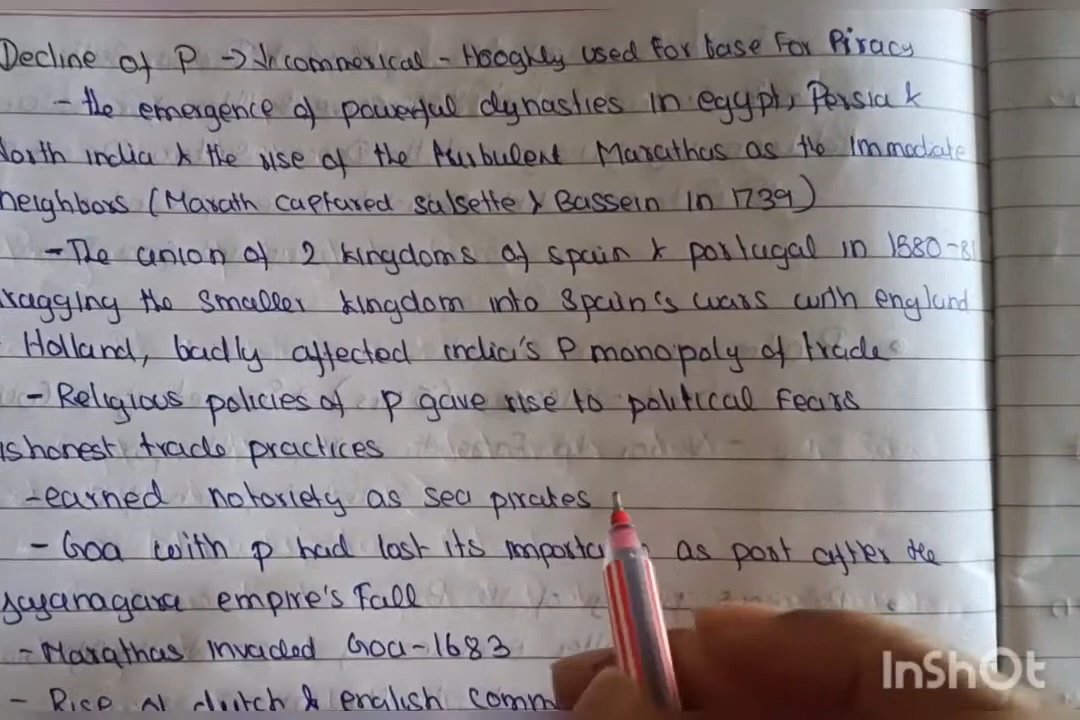 Decline of P → ↓ commerical - Hooghly used for base for Piracy
- the emergence of powerful dynasties in egypt, Persia &
North india & the rise of the turbulent Marathas as the Immediate
neighbors (Marath captured Salsette & Bassein in 1739)
- The union of 2 kingdoms of Spain & portugal in 1580-81
ragging the smaller kingdom into Spain's wars with england
Holland, badly affected india's P monopoly of trade
- Religious policies of P gave rise to political fears
ishonest trade practices
- earned notoriety as sea pirates
- Goa with P had lost its as port after the
jayanagara empire's fall
- Marathas invaded Goa - 1683
- Rise of dutch & english comm
InShOt